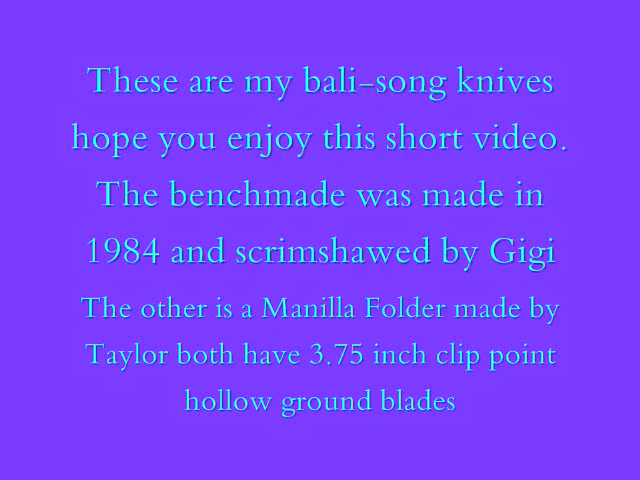 These are my bali-song knives
hope you enjoy this short video.
The benchmade was made in
1984 and scrimshawed by Gigi
The other is a Manilla Folder made by
Taylor both have 3.75 inch clip point
hollow ground blades